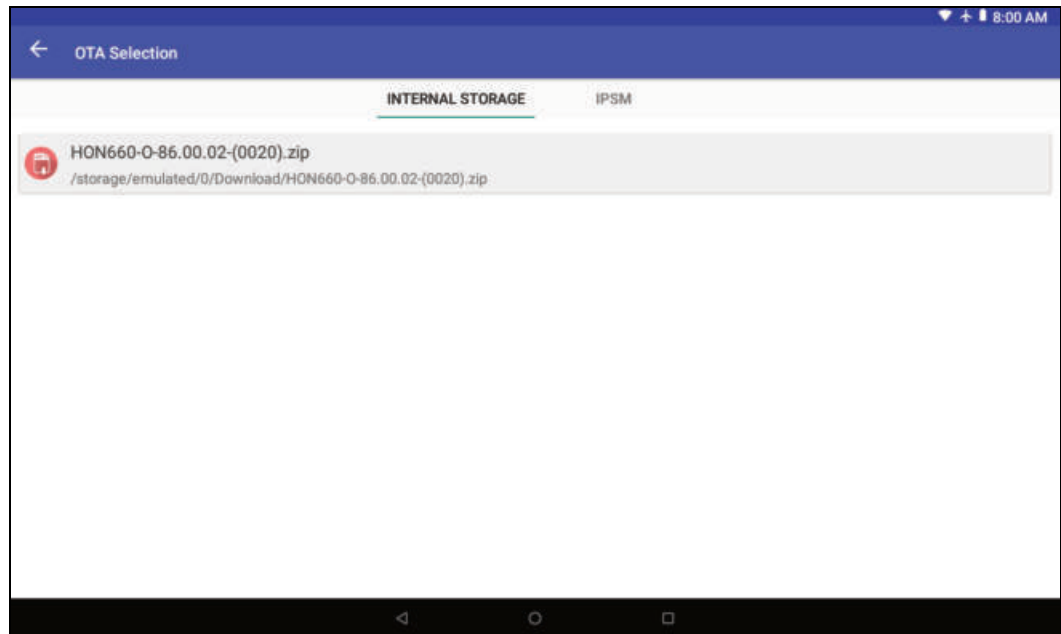 8:00 AM
OTA Selection
INTERNAL STORAGE IPSM
HON660-O-86.00.02-(0020).zip
/storage/emulated/0/Download/HON660-O-86.00.02-(0020).zip